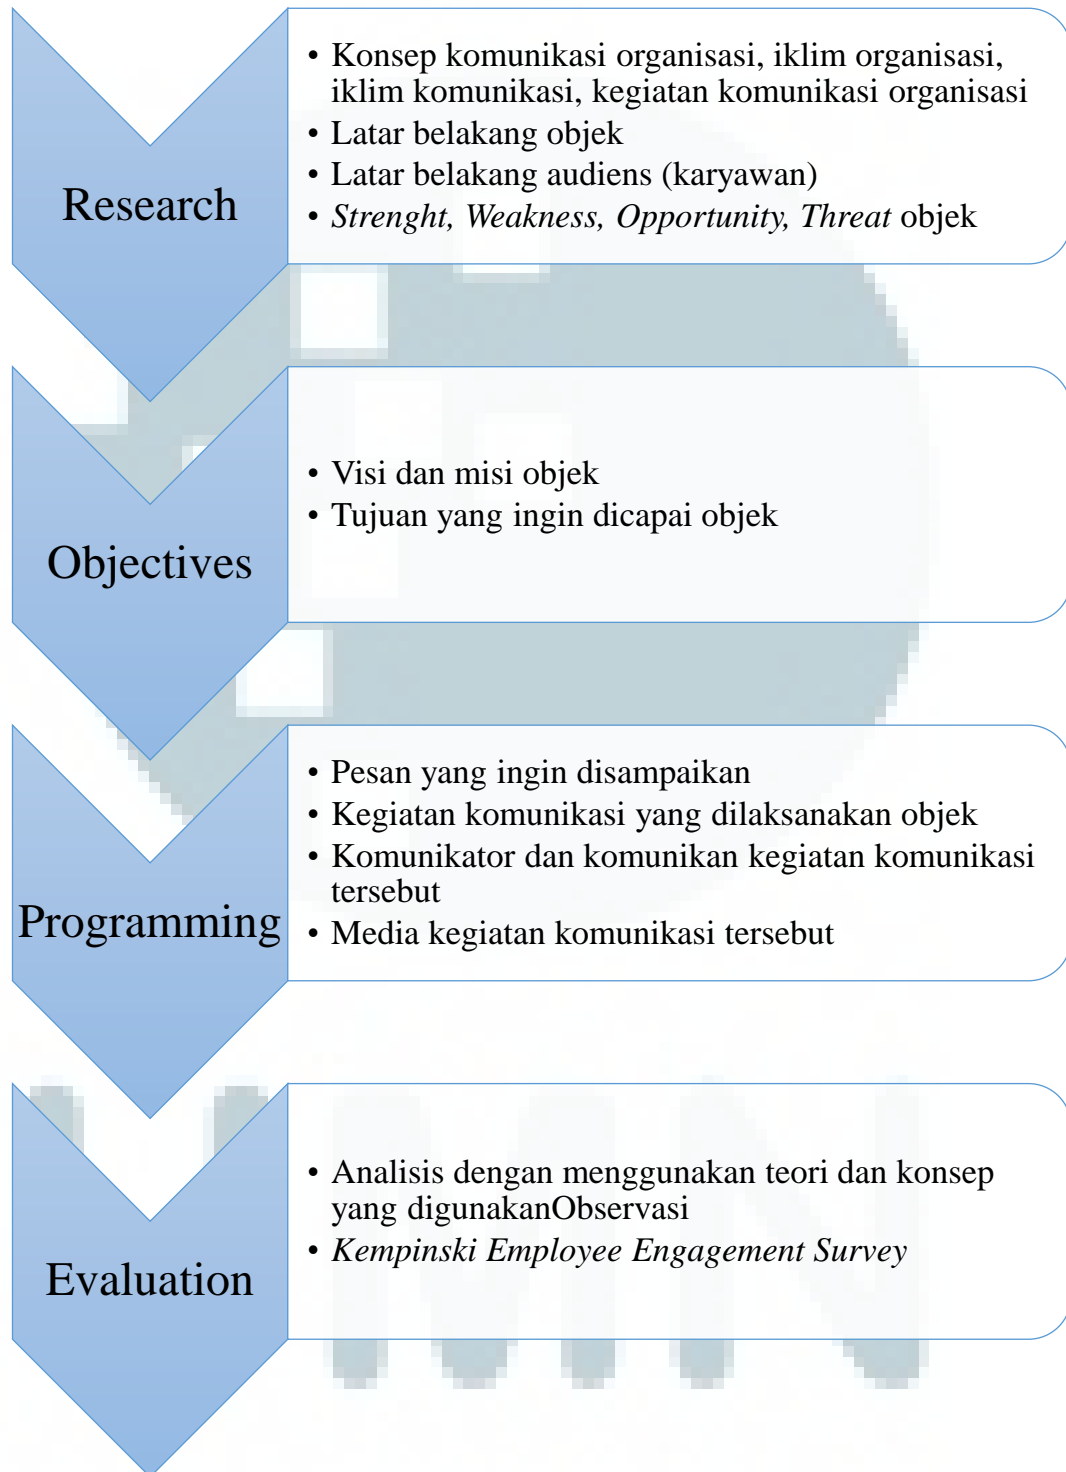 Research
• Konsep komunikasi organisasi, iklim organisasi,
iklim komunikasi, kegiatan komunikasi organisasi
• Latar belakang objek
• Latar belakang audiens (karyawan)
• Strenght, Weakness, Opportunity, Threat objek
Objectives
• Visi dan misi objek
• Tujuan yang ingin dicapai objek
Programming
• Pesan yang ingin disampaikan
• Kegiatan komunikasi yang dilaksanakan objek
• Komunikator dan komunikan kegiatan komunikasi
tersebut
• Media kegiatan komunikasi tersebut
Evaluation
• Analisis dengan menggunakan teori dan konsep
yang digunakanObservasi
• Kempinski Employee Engagement Survey
UMN